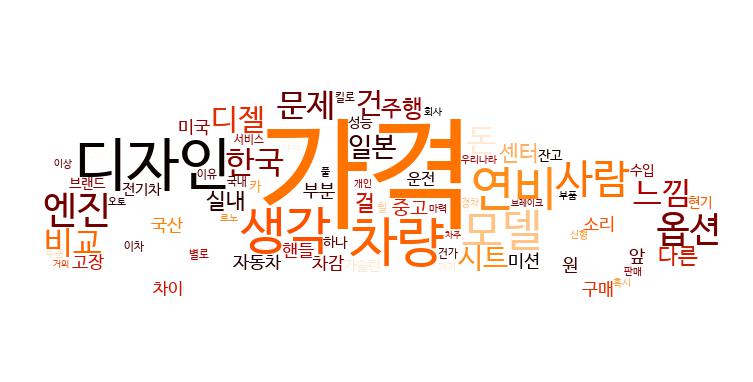 킬로
문제
건
주행
회사
디젤
미국
성능
돈
가격
서비스
일본
센터
잔고
우리나라
이상
디자인
한국
사람
수입
이유
풀
연비
브랜드
전기차
국내
카
부분
개인
운전
부품
느낌
엔진
오토
실내
걸
중고
마력
브레이크
현기
국산
르노
생각
차량
모델
옵션
소리
비교
이차
핸들
하나
차주
신형
별로
건가
거의
고장
자동차
차감
가솔린
시트
미션
원
앞
다른
판매
차이
구매
혹시
경차